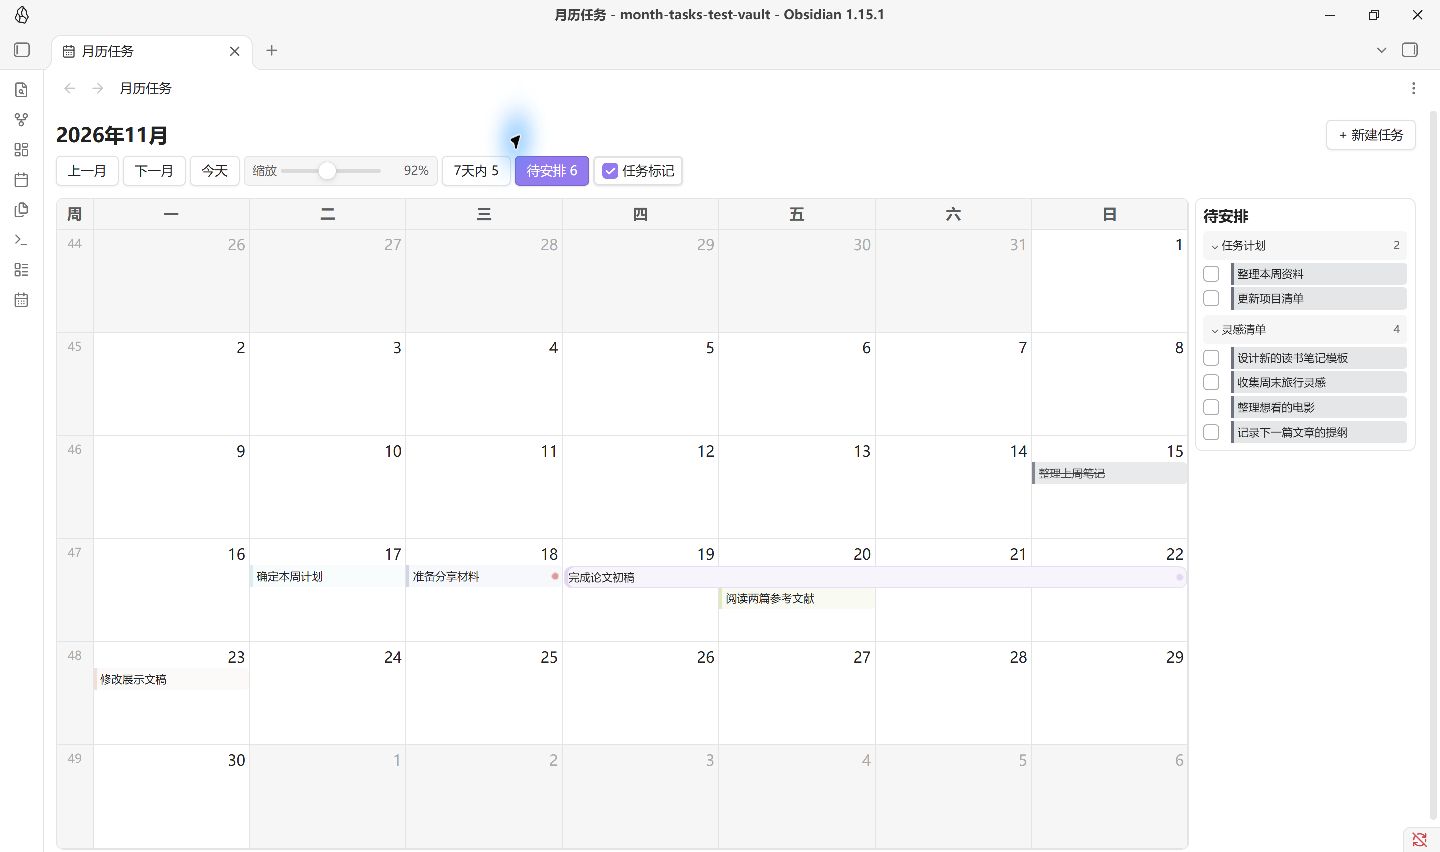 月历任务 - month-tasks-test-vault - Obsidian 1.15.1
月历任务
月历任务
2026年11月
+ 新建任务
上一月 下一月 今天 缩放 92% 7天内 5 待安排 6 任务标记
周 一 二 三 四 五 六 日
44 26 27 28 29 30 31 1
45 2 3 4 5 6 7 8
46 9 10 11 12 13 14 15
整理上周笔记
47 16 17 18 19 20 21 22
确定本周计划 准备分享材料 完成论文初稿
阅读两篇参考文献
48 23 24 25 26 27 28 29
修改展示文稿
49 30 1 2 3 4 5 6
待安排
任务计划 2
整理本周资料
更新项目清单
灵感清单 4
设计新的读书笔记模板
收集周末旅行灵感
整理想看的电影
记录下一篇文章的提纲